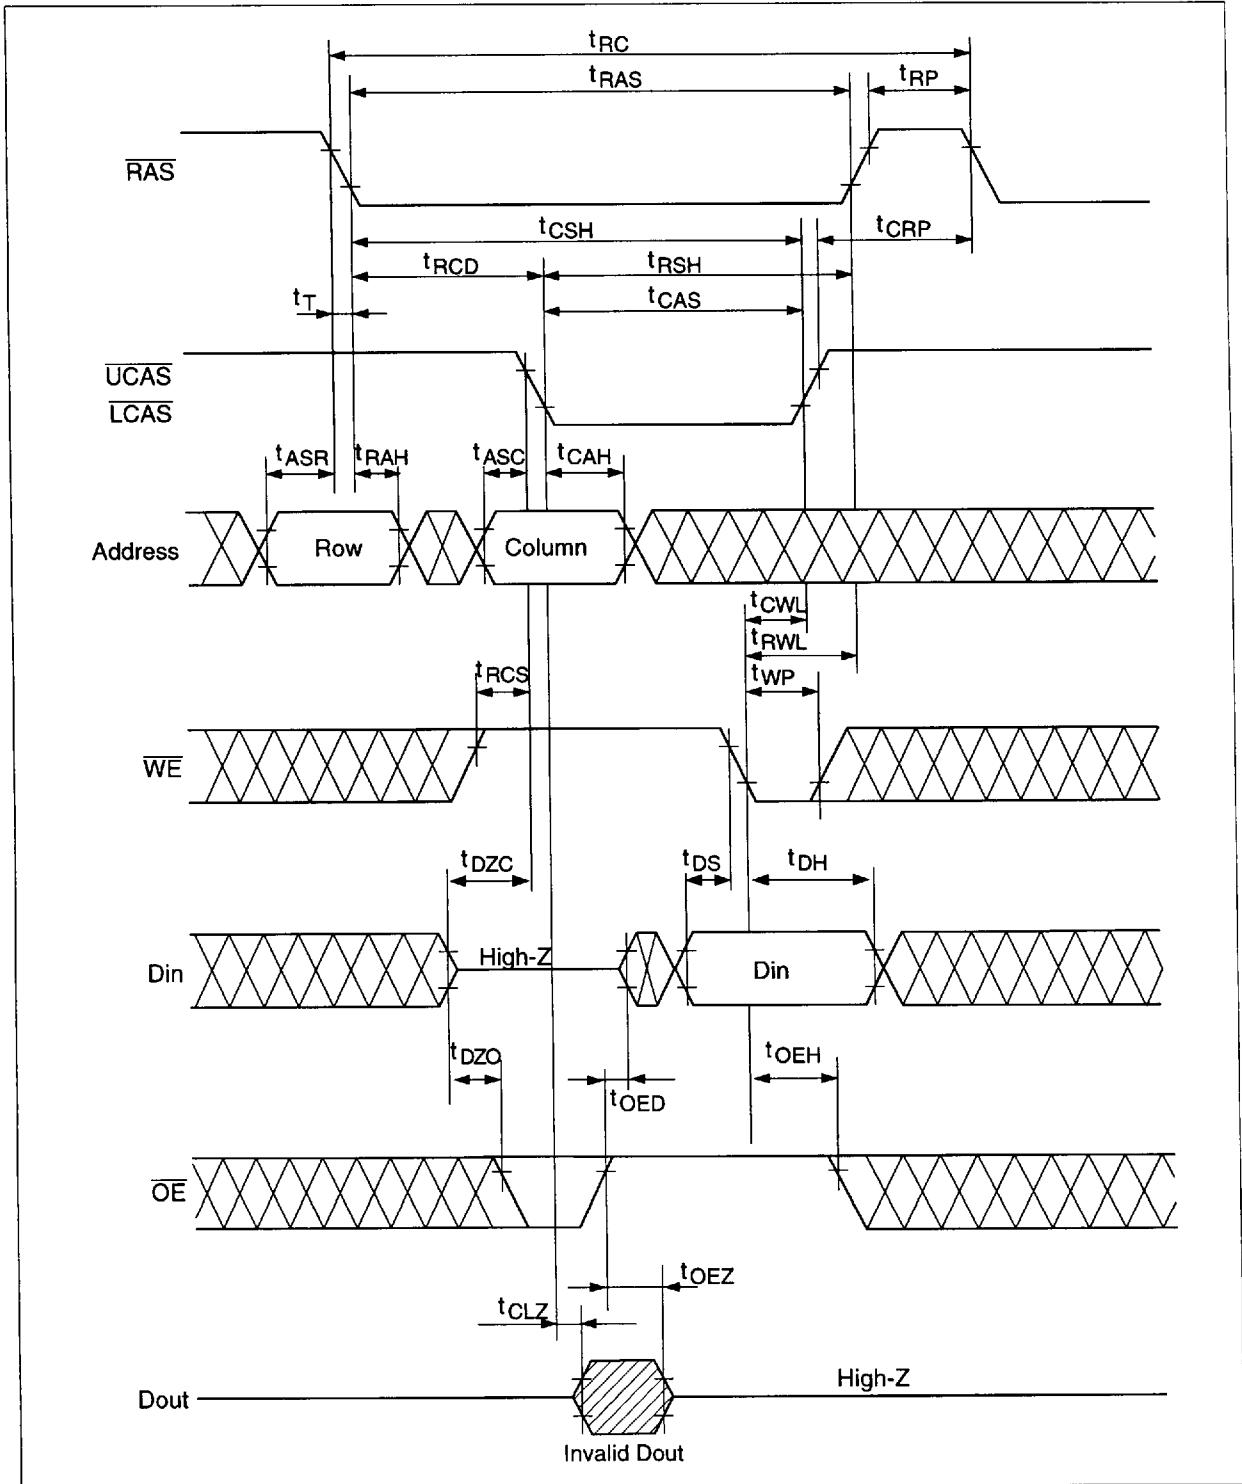 tRC
tRAS
tRP
RAS
tCSH
tCRP
tRCD
tRSH
tT
tCAS
UCAS
LCAS
tASR
tRAH
tASC
tCAH
Address
Row
Column
tCWL
tRWL
tRCS
tWP
WE
tDZC
tDS
tDH
Din
High-Z
Din
tDZO
tOED
tOEH
OE
tOEZ
tCLZ
Dout
High-Z
Invalid Dout